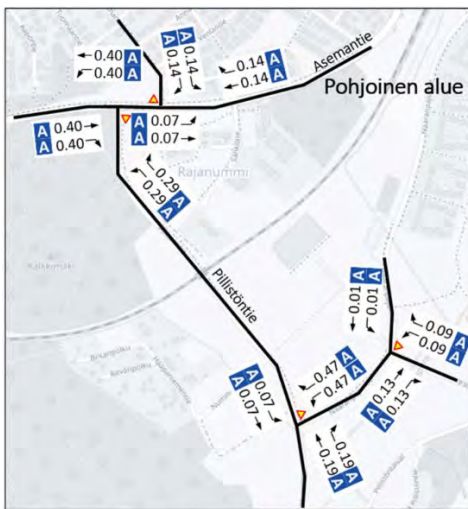 0.40 A
0.40 A
A 0.14
A 0.14
0.14 A
0.14 A
Asemantie
Pohjoinen alue
A 0.40
A 0.40
A 0.07
A 0.07
Rajanummi
0.29 A
0.29 A
Pillistöntie
0.01 A
0.01 A
0.09 A
0.09 A
0.47 A
0.47 A
A 0.07
A 0.07
A 0.13
A 0.13
0.19 A
0.19 A